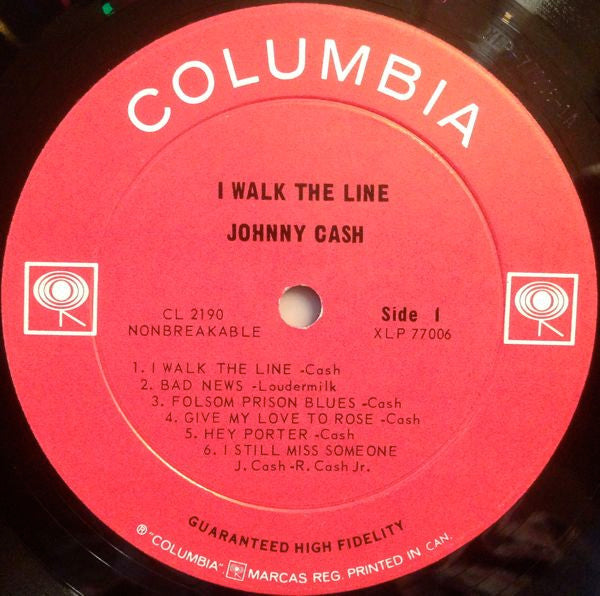 COLUMBIA
I WALK THE LINE
JOHNNY CASH
CL 2190
NONBREAKABLE
Side 1
XLP 77006
1. I WALK THE LINE -Cash
2. BAD NEWS -Loudermilk
3. FOLSOM PRISON BLUES -Cash
4. GIVE MY LOVE TO ROSE -Cash
5. HEY PORTER -Cash
6. I STILL MISS SOMEONE
J. Cash -R. Cash Jr.
GUARANTEED HIGH FIDELITY
® "COLUMBIA" MARCAS REG. PRINTED IN CAN.